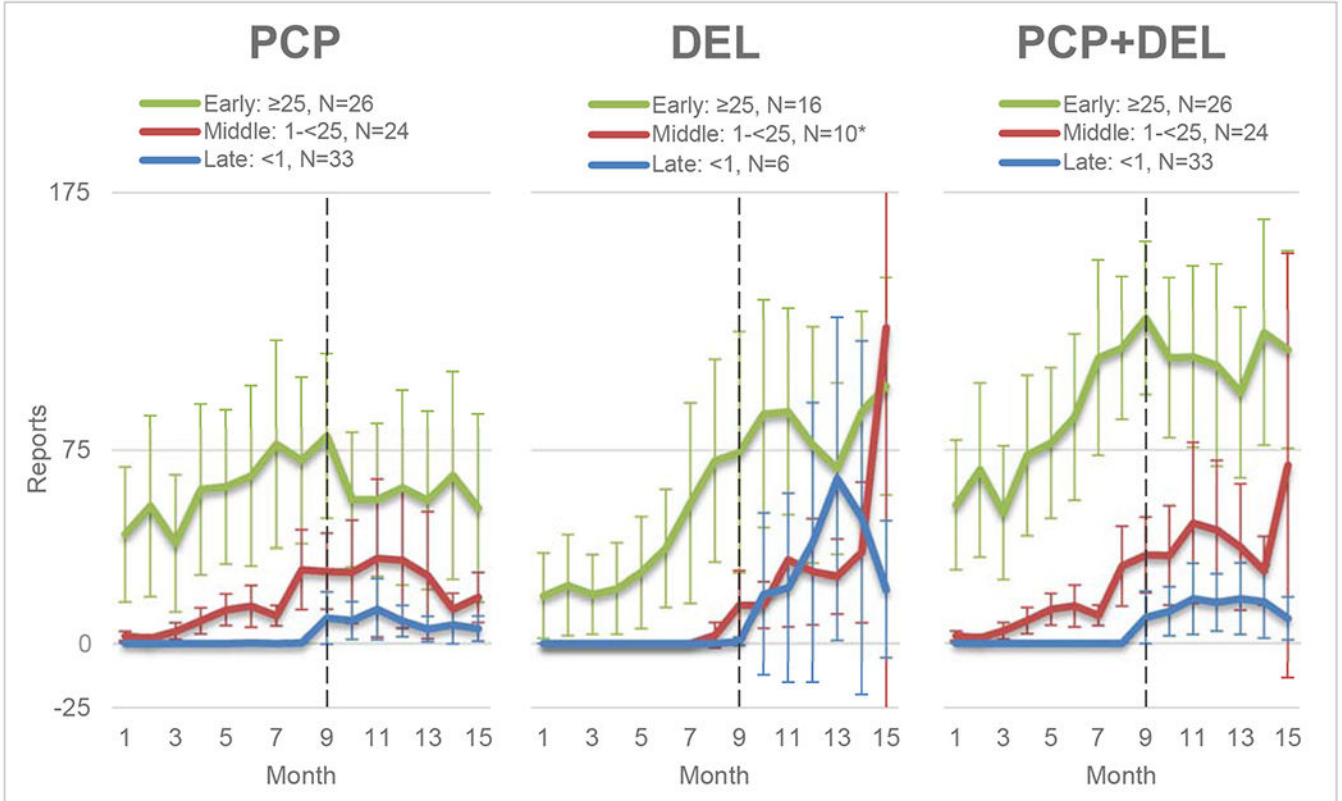 PCP
DEL
PCP+DEL
Early: ≥25, N=26
Middle: 1-<25, N=24
Late: <1, N=33
Early: ≥25, N=16
Middle: 1-<25, N=10*
Late: <1, N=6
Early: ≥25, N=26
Middle: 1-<25, N=24
Late: <1, N=33
175
75
0
-25
Reports
1 3 5 7 9 11 13 15
1 3 5 7 9 11 13 15
1 3 5 7 9 11 13 15
Month
Month
Month